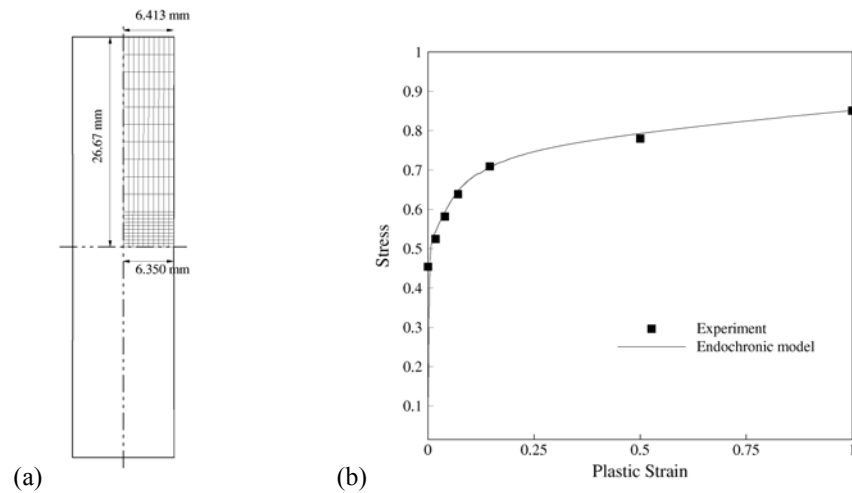 6.413 mm
26.67 mm
6.350 mm
(a)
1
0.9
0.8
0.7
0.6
0.5
0.4
0.3
0.2
0.1
Stress
Experiment
Endochronic model
0
0.25
0.5
0.75
1
Plastic Strain
(b)